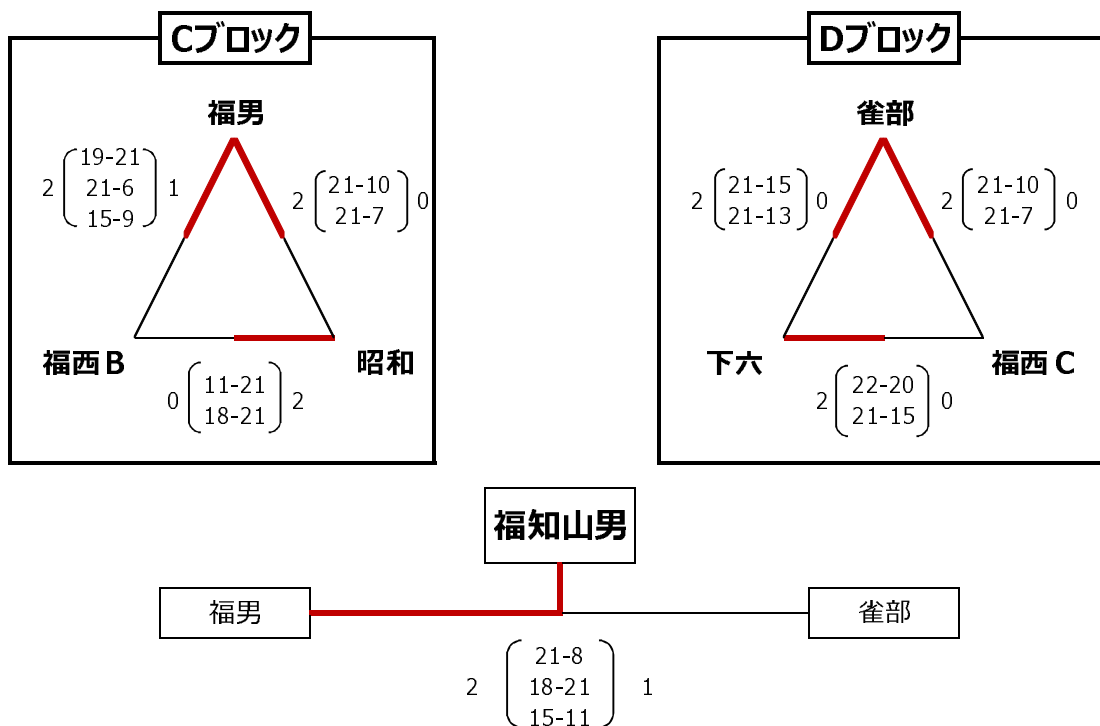 Cブロック
福男
2 19-21 1
21-6
15-9
2 21-10 0
21-7
福西B
昭和
0 11-21 2
18-21
Dブロック
雀部
2 21-15 0
21-13
2 21-10 0
21-7
下六
福西C
2 22-20 0
21-15
福知山男
福男
雀部
2 21-8 1
18-21
15-11